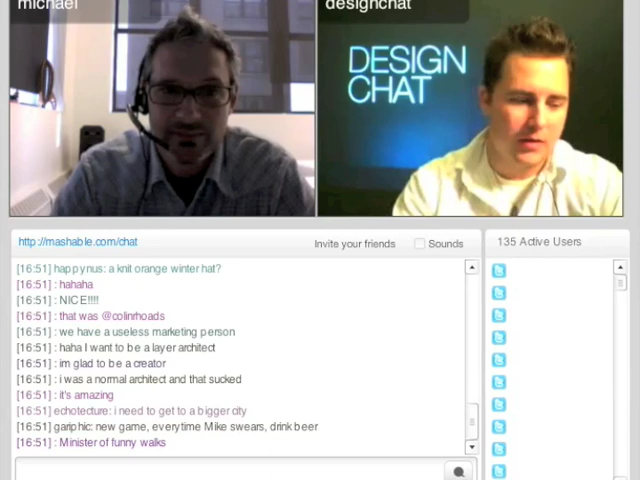 michael
designchat
DESIGN
CHAT
http://mashable.com/chat
Invite your friends
Sounds
135 Active Users
[16:51] happynus: a knit orange winter hat?
[16:51] : hahaha
[16:51] : NICE!!!!
[16:51] : that was @colinrhoads
[16:51] : we have a useless marketing person
[16:51] : haha I want to be a layer architect
[16:51] : im glad to be a creator
[16:51] : i was a normal architect and that sucked
[16:51] : it's amazing
[16:51] echotecture: i need to get to a bigger city
[16:51] gariphic: new game, everytime Mike swears, drink beer
[16:51] : Minister of funny walks